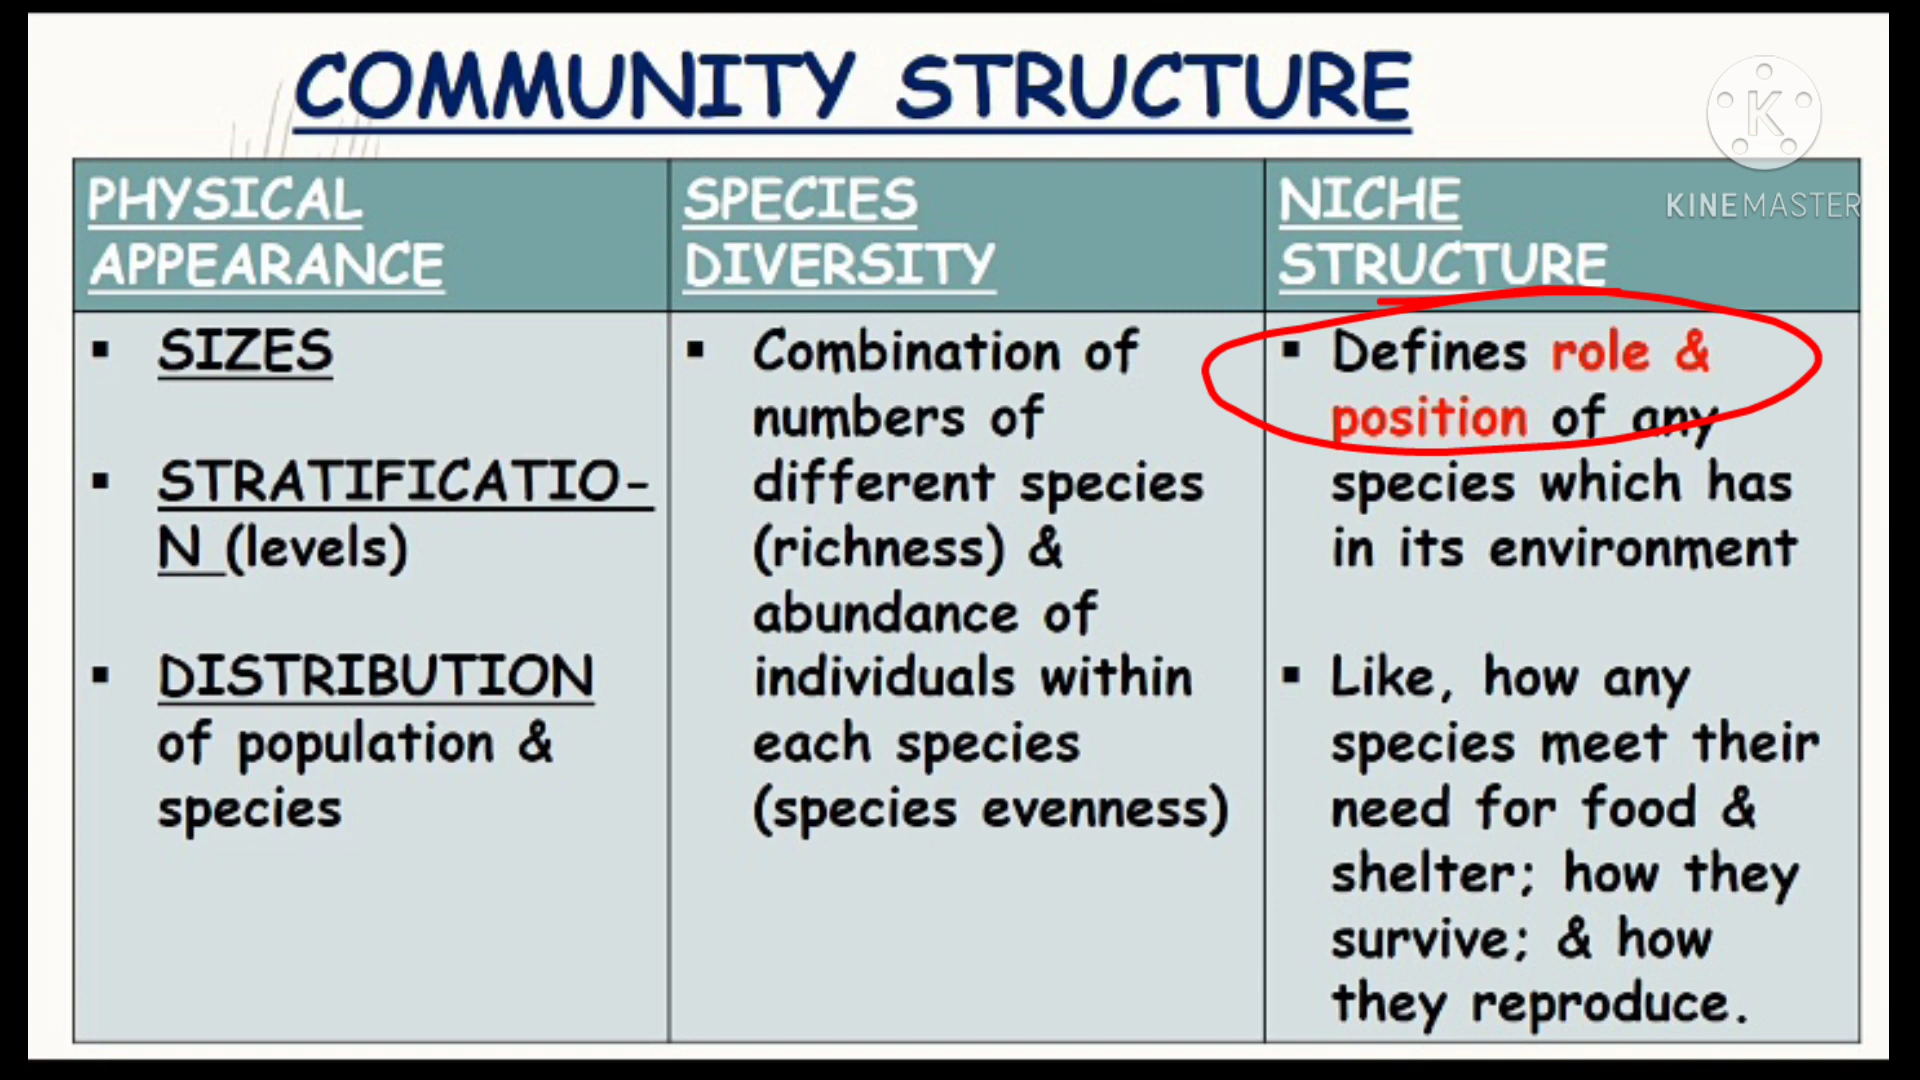 COMMUNITY STRUCTURE
K
KINEMASTER
PHYSICAL
APPEARANCE
▪ SIZES
▪ STRATIFICATIO-
N (levels)
▪ DISTRIBUTION
of population &
species
SPECIES
DIVERSITY
▪ Combination of
numbers of
different species
(richness) &
abundance of
individuals within
each species
(species evenness)
NICHE
STRUCTURE
▪ Defines role &
position of any
species which has
in its environment
▪ Like, how any
species meet their
need for food &
shelter; how they
survive; & how
they reproduce.